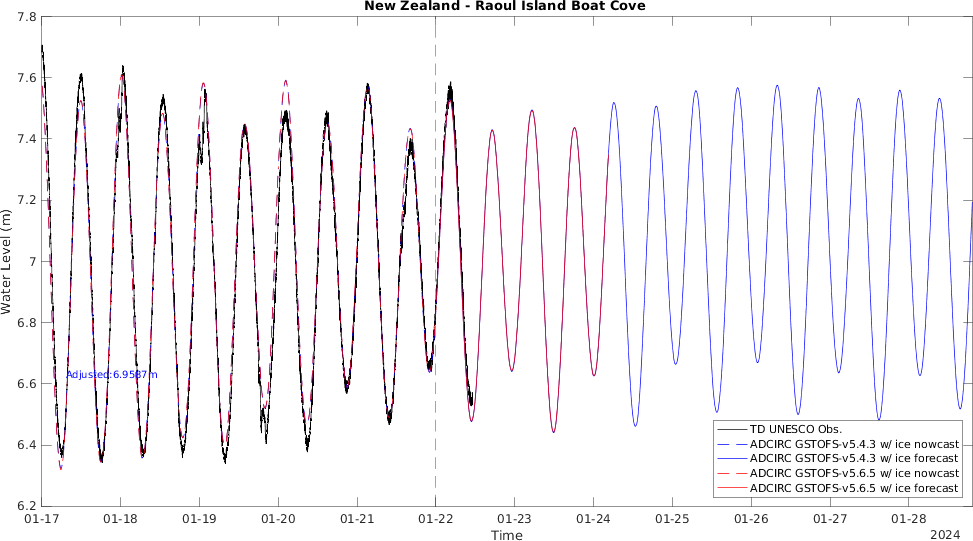 New Zealand - Raoul Island Boat Cove
7.8
7.6
7.4
7.2
7
6.8
6.6
6.4
6.2
Water Level (m)
Adjusted:6.9587m
TD UNESCO Obs.
ADCIRC GSTOFS-v5.4.3 w/ ice nowcast
ADCIRC GSTOFS-v5.4.3 w/ ice forecast
ADCIRC GSTOFS-v5.6.5 w/ ice nowcast
ADCIRC GSTOFS-v5.6.5 w/ ice forecast
01-17 01-18 01-19 01-20 01-21 01-22 01-23 01-24 01-25 01-26 01-27 01-28
Time
2024